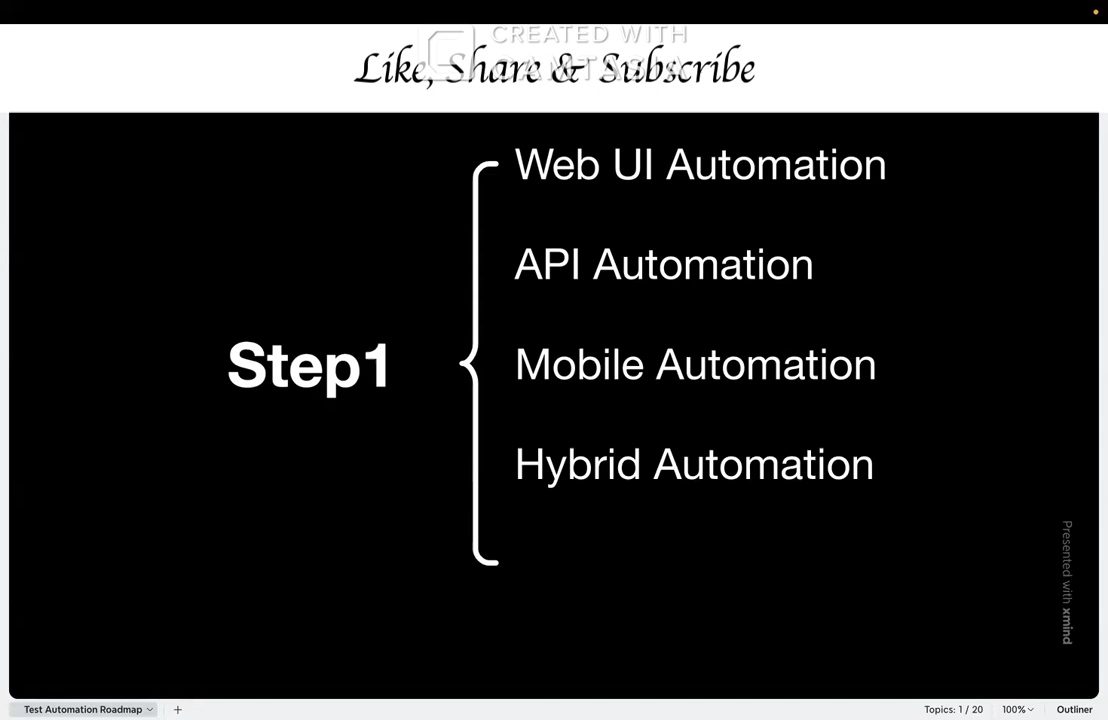 CREATED WITH
CAMTASIA
Like, Share & Subscribe
Web UI Automation
API Automation
Step1
Mobile Automation
Hybrid Automation
Presented with xmind
Test Automation Roadmap
Topics: 1 / 20
100%
Outliner